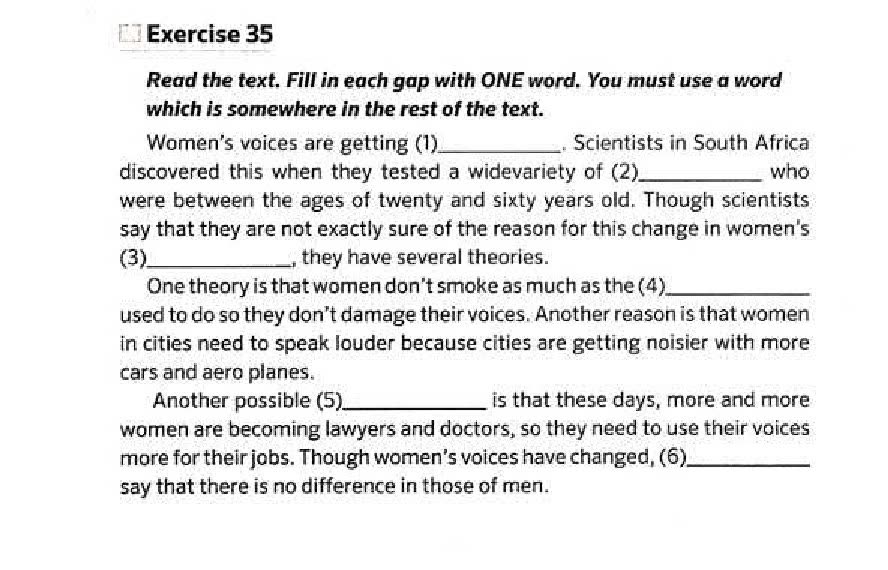 Exercise 35
Read the text. Fill in each gap with ONE word. You must use a word
which is somewhere in the rest of the text.
Women's voices are getting (1)____________. Scientists in South Africa
discovered this when they tested a widevariety of (2)____________ who
were between the ages of twenty and sixty years old. Though scientists
say that they are not exactly sure of the reason for this change in women's
(3)______________, they have several theories.
One theory is that women don't smoke as much as the (4)______________
used to do so they don't damage their voices. Another reason is that women
in cities need to speak louder because cities are getting noisier with more
cars and aero planes.
Another possible (5)______________ is that these days, more and more
women are becoming lawyers and doctors, so they need to use their voices
more for their jobs. Though women's voices have changed, (6)____________
say that there is no difference in those of men.